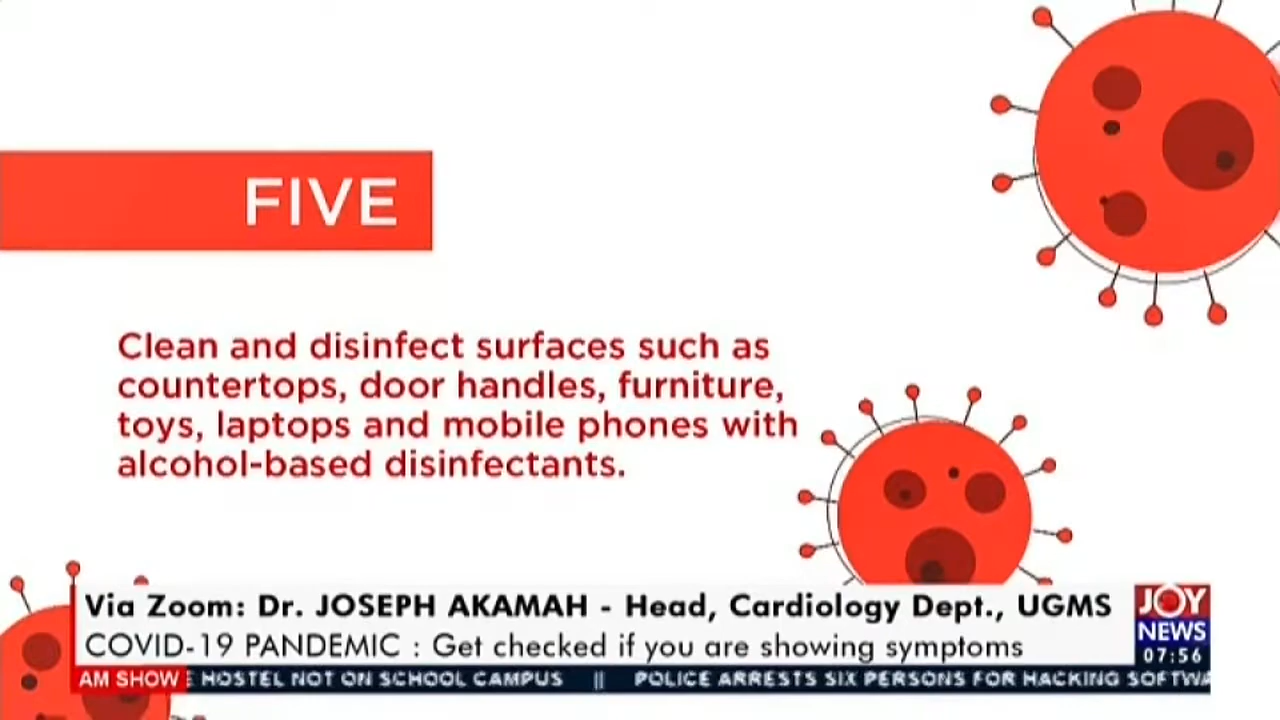 FIVE
Clean and disinfect surfaces such as
countertops, door handles, furniture,
toys, laptops and mobile phones with
alcohol-based disinfectants.
Via Zoom: Dr. JOSEPH AKAMAH - Head, Cardiology Dept., UGMS
COVID-19 PANDEMIC : Get checked if you are showing symptoms
JOY
NEWS
07:56
AM SHOW
HOSTEL NOT ON SCHOOL CAMPUS || POLICE ARRESTS SIX PERSONS FOR HACKING